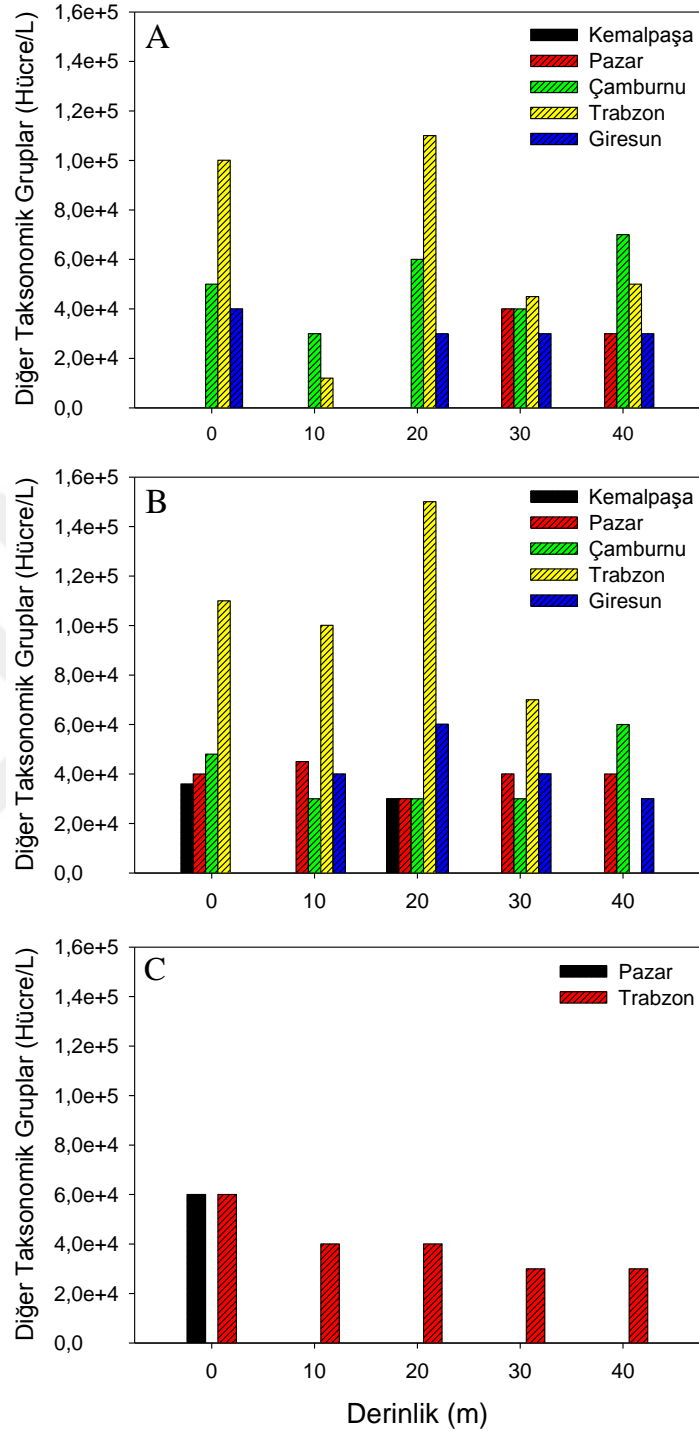 Diğer Taksonomik Gruplar (Hücre/L)
1,6e+5
1,4e+5
1,2e+5
1,0e+5
8,0e+4
6,0e+4
4,0e+4
2,0e+4
0,0
A
Kemalpaşa
Pazar
Çamburnu
Trabzon
Giresun
0 10 20 30 40
Diğer Taksonomik Gruplar (Hücre/L)
1,6e+5
1,4e+5
1,2e+5
1,0e+5
8,0e+4
6,0e+4
4,0e+4
2,0e+4
0,0
B
Kemalpaşa
Pazar
Çamburnu
Trabzon
Giresun
0 10 20 30 40
Diğer Taksonomik Gruplar (Hücre/L)
1,6e+5
1,4e+5
1,2e+5
1,0e+5
8,0e+4
6,0e+4
4,0e+4
2,0e+4
0,0
C
Pazar
Trabzon
0 10 20 30 40
Derinlik (m)